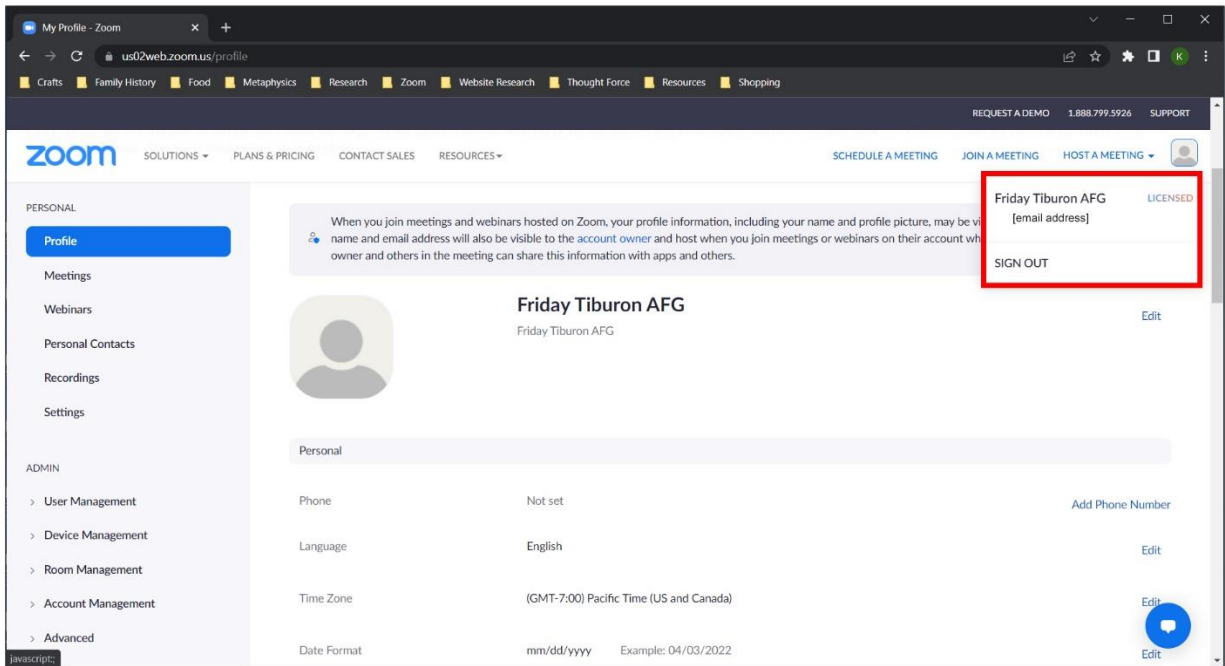 My Profile - Zoom
us02web.zoom.us/profile
K
Crafts Family History Food Metaphysics Research Zoom Website Research Thought Force Resources Shopping
REQUEST A DEMO 1.888.799.5926 SUPPORT
zoom SOLUTIONS PLANS & PRICING CONTACT SALES RESOURCES SCHEDULE A MEETING JOIN A MEETING HOST A MEETING
Friday Tiburon AFG LICENSED
[email address]
SIGN OUT
PERSONAL
Profile
Meetings
Webinars
Personal Contacts
Recordings
Settings
ADMIN
User Management
Device Management
Room Management
Account Management
Advanced
When you join meetings and webinars hosted on Zoom, your profile information, including your name and profile picture, may be vi
name and email address will also be visible to the account owner and host when you join meetings or webinars on their account wh
owner and others in the meeting can share this information with apps and others.
Friday Tiburon AFG
Edit
Friday Tiburon AFG
Personal
Phone Not set Add Phone Number
Language English Edit
Time Zone (GMT-7:00) Pacific Time (US and Canada) Edit
Date Format mm/dd/yyyy Example: 04/03/2022 Edit
javascript:;